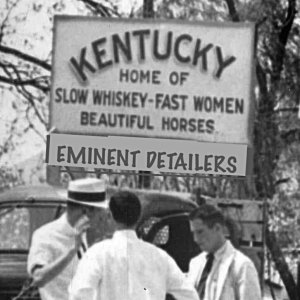 KENTUCKY
HOME OF
SLOW WHISKEY-FAST WOMEN
BEAUTIFUL HORSES
EMINENT DETAILERS